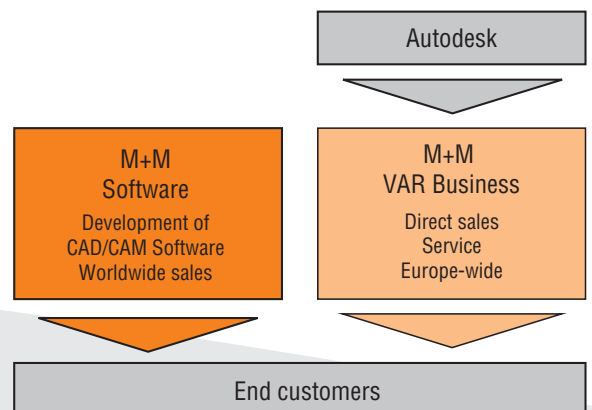 Autodesk
M+M
Software
Development of
CAD/CAM Software
Worldwide sales
M+M
VAR Business
Direct sales
Service
Europe-wide
End customers